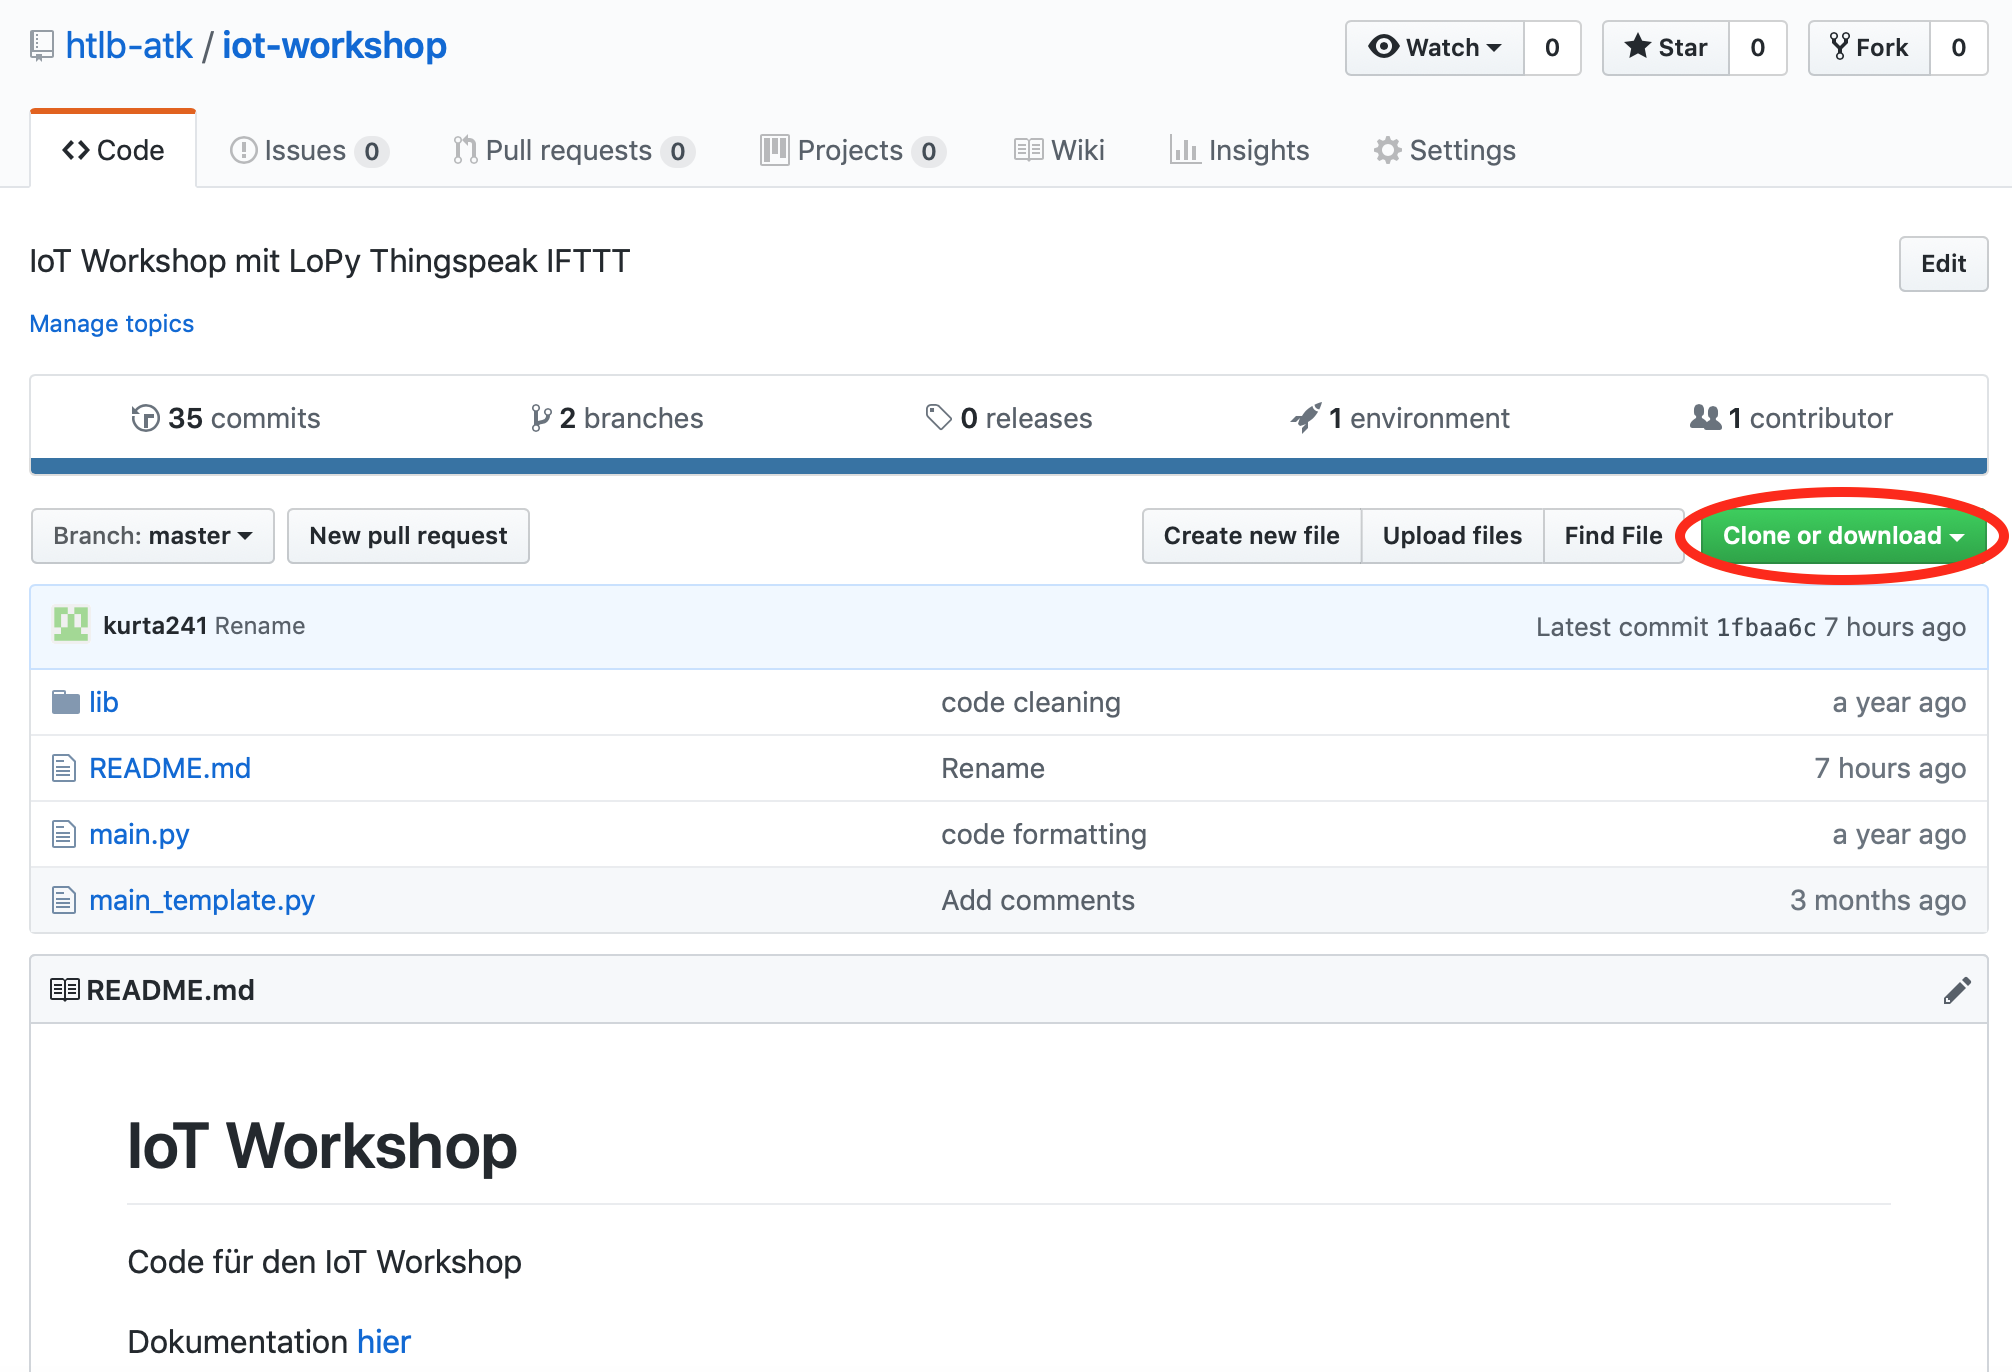 htlb-atk / iot-workshop
Watch 0 Star 0 Fork 0
Code Issues 0 Pull requests 0 Projects 0 Wiki Insights Settings
IoT Workshop mit LoPy Thingspeak IFTTT
Edit
Manage topics
35 commits 2 branches 0 releases 1 environment 1 contributor
Branch: master New pull request Create new file Upload files Find File Clone or download
kurta241 Rename Latest commit 1fbaa6c 7 hours ago
lib code cleaning a year ago
README.md Rename 7 hours ago
main.py code formatting a year ago
main_template.py Add comments 3 months ago
README.md
IoT Workshop
Code für den IoT Workshop
Dokumentation hier